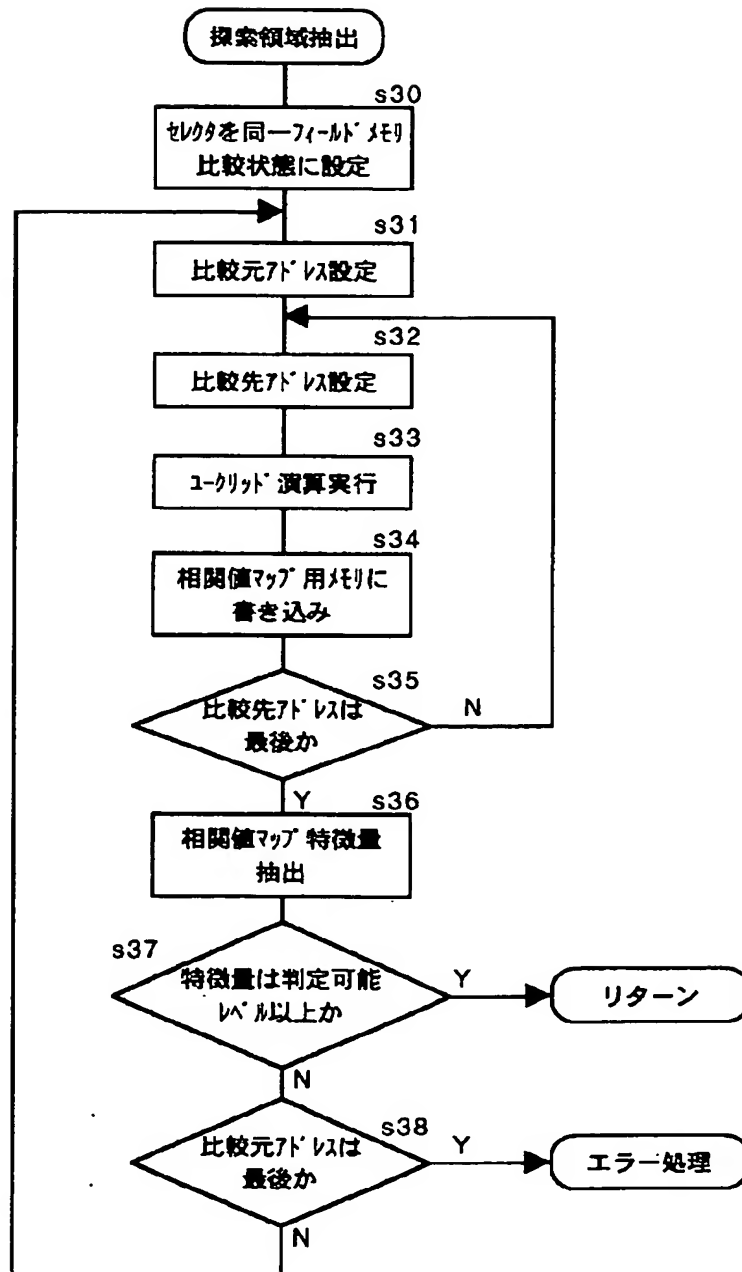 探索領域抽出
s30
セレクタを同一フィールドメモリ
比較状態に設定
s31
比較元アドレス設定
s32
比較先アドレス設定
s33
ユークリッド演算実行
s34
相関値マップ用メモリに
書き込み
s35
比較先アドレスは
最後か
N
Y
s36
相関値マップ特徴量
抽出
s37
特徴量は判定可能
レベル以上か
Y
リターン
N
s38
比較元アドレスは
最後か
Y
エラー処理
N